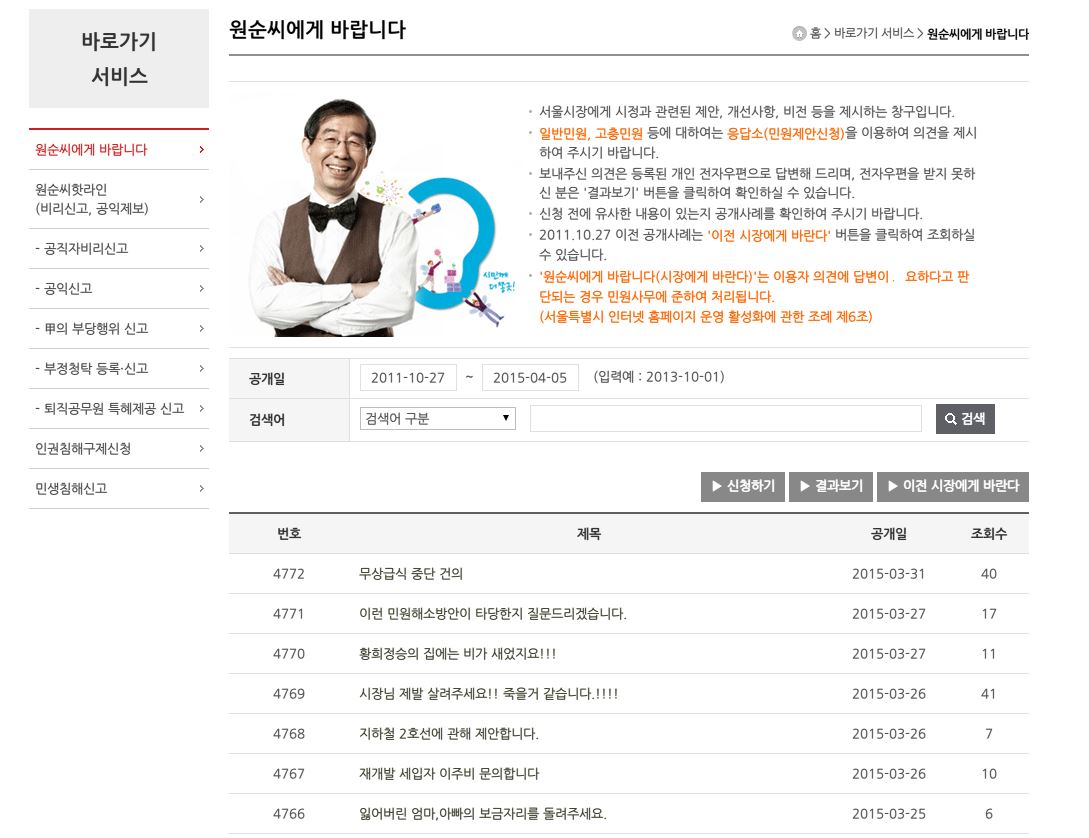 바로가기
서비스
원순씨에게 바랍니다
원순씨핫라인
(비리신고, 공익제보)
- 공직자비리신고
- 공익신고
- 甲의 부당행위 신고
- 부정청탁 등록·신고
- 퇴직공무원 특혜제공 신고
인권침해구제신청
민생침해신고
원순씨에게 바랍니다
홈 > 바로가기 서비스 > 원순씨에게 바랍니다
시민과
더 많은!
서울시장에게 시정과 관련된 제안, 개선사항, 비전 등을 제시하는 창구입니다.
일반민원, 고충민원 등에 대하여는 응답소(민원제안신청)을 이용하여 의견을 제시
하여 주시기 바랍니다.
보내주신 의견은 등록된 개인 전자우편으로 답변해 드리며, 전자우편을 받지 못하
신 분은 '결과보기' 버튼을 클릭하여 확인하실 수 있습니다.
신청 전에 유사한 내용이 있는지 공개사례를 확인하여 주시기 바랍니다.
2011.10.27 이전 공개사례는 '이전 시장에게 바란다' 버튼을 클릭하여 조회하실
수 있습니다.
'원순씨에게 바랍니다(시장에게 바란다)'는 이용자 의견에 답변이 . 요하다고 판
단되는 경우 민원사무에 준하여 처리됩니다.
(서울특별시 인터넷 홈페이지 운영 활성화에 관한 조례 제6조)
공개일 2011-10-27 ~ 2015-04-05 (입력예 : 2013-10-01)
검색어 검색어 구분 검색
▶ 신청하기 ▶ 결과보기 ▶ 이전 시장에게 바란다
번호 제목 공개일 조회수
4772 무상급식 중단 건의 2015-03-31 40
4771 이런 민원해소방안이 타당한지 질문드리겠습니다. 2015-03-27 17
4770 황희정승의 집에는 비가 새었지요!!! 2015-03-27 11
4769 시장님 제발 살려주세요!! 죽을거 같습니다.!!!! 2015-03-26 41
4768 지하철 2호선에 관해 제안합니다. 2015-03-26 7
4767 재개발 세입자 이주비 문의합니다 2015-03-26 10
4766 잃어버린 엄마,아빠의 보금자리를 돌려주세요. 2015-03-25 6